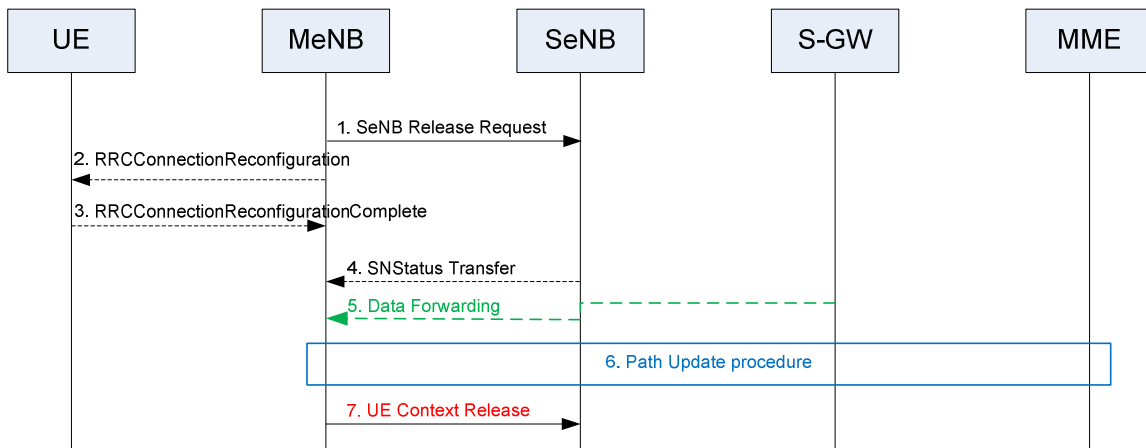 UE
MeNB
SeNB
S-GW
MME
1. SeNB Release Request
2. RRCConnectionReconfiguration
3. RRCConnectionReconfigurationComplete
4. SNStatus Transfer
5. Data Forwarding
6. Path Update procedure
7. UE Context Release